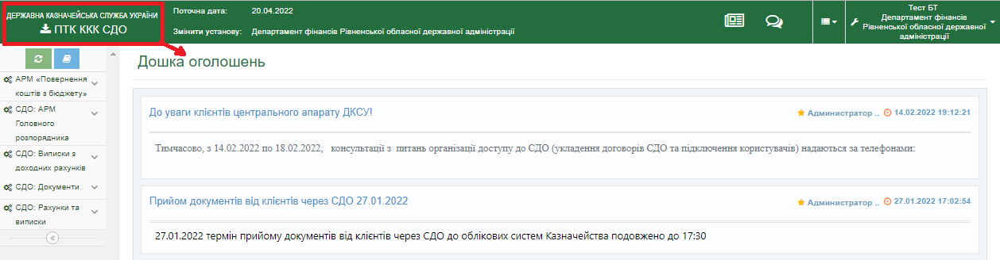 ДЕРЖАВНА КАЗНАЧЕЙСЬКА СЛУЖБА УКРАЇНИ
ПТК ККК СДО
Поточна дата: 20.04.2022
Змінити установу: Департамент фінансів Рівненської обласної державної адміністрації
Тест БТ
Департамент фінансів
Рівненської обласної державної
адміністрації
Дошка оголошень
АРМ «Повернення
коштів з бюджету»
СДО: АРМ
Головного
розпорядника
СДО: Виписки з
доходних рахунків
СДО: Документи
СДО: Рахунки та
виписки
До уваги клієнтів центрального апарату ДКСУ!
Администратор .. 14.02.2022 19:12:21
Тимчасово, з 14.02.2022 по 18.02.2022, консультації з питань організації доступу до СДО (укладення договорів СДО та підключення користувачів) надаються за телефонами:
Прийом документів від клієнтів через СДО 27.01.2022
Администратор .. 27.01.2022 17:02:54
27.01.2022 термін прийому документів від клієнтів через СДО до облікових систем Казначейства подовжено до 17:30